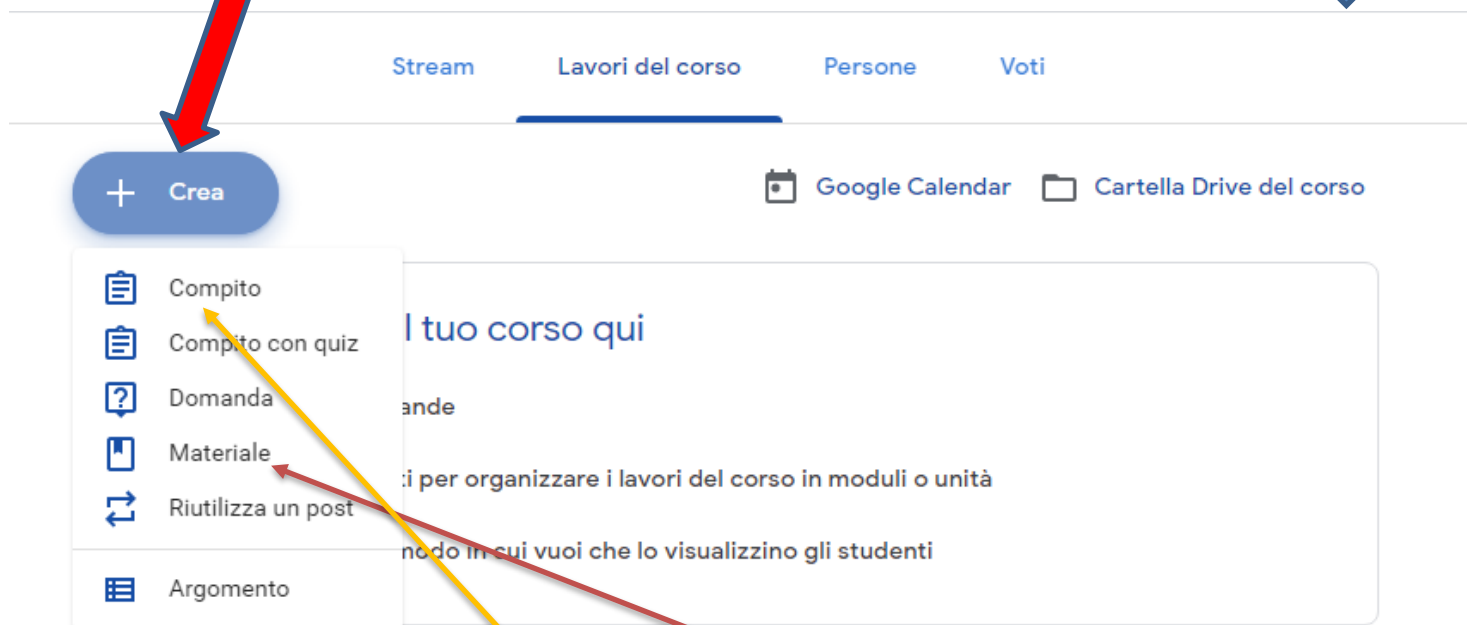 Stream Lavori del corso Persone Voti
+ Crea
Google Calendar Cartella Drive del corso
Compito
l tuo corso qui
Compito con quiz
Domanda
ande
Materiale
ti per organizzare i lavori del corso in moduli o unità
Riutilizza un post
modo in cui vuoi che lo visualizzino gli studenti
Argomento